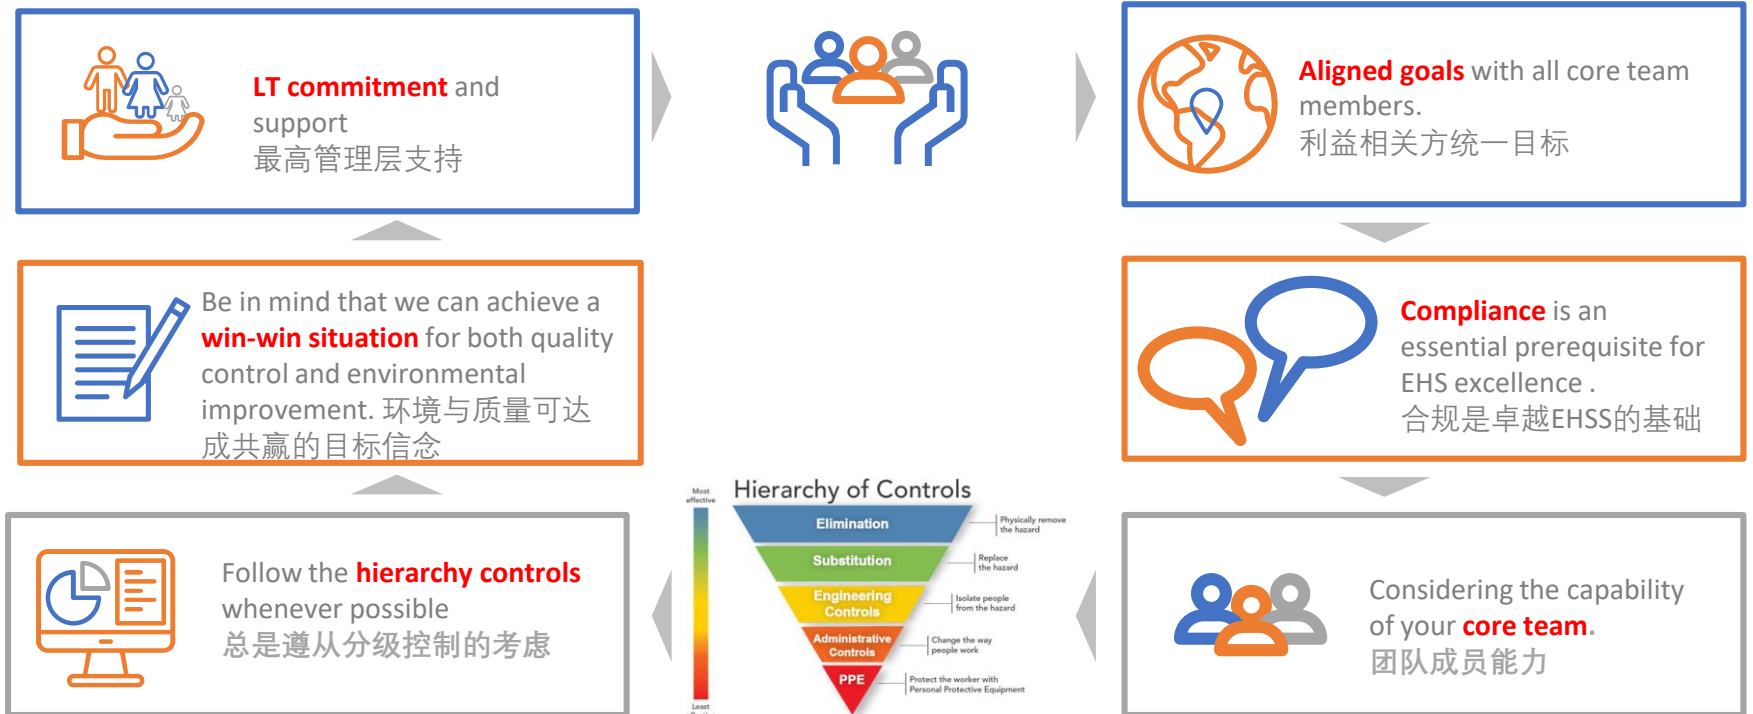 LT commitment and
support
最高管理层支持
Aligned goals with all core team
members.
利益相关方统一目标
Be in mind that we can achieve a
win-win situation for both quality
control and environmental
improvement. 环境与质量可达
成共赢的目标信念
Compliance is an
essential prerequisite for
EHS excellence .
合规是卓越EHSS的基础
Follow the hierarchy controls
whenever possible
总是遵从分级控制的考虑
Hierarchy of Controls
Most
effective
Elimination
Physically remove
the hazard
Substitution
Replace
the hazard
Engineering
Controls
Isolate people
from the hazard
Administrative
Controls
Change the way
people work
PPE
Protect the worker with
Personal Protective Equipment
Least
Considering the capability
of your core team.
团队成员能力